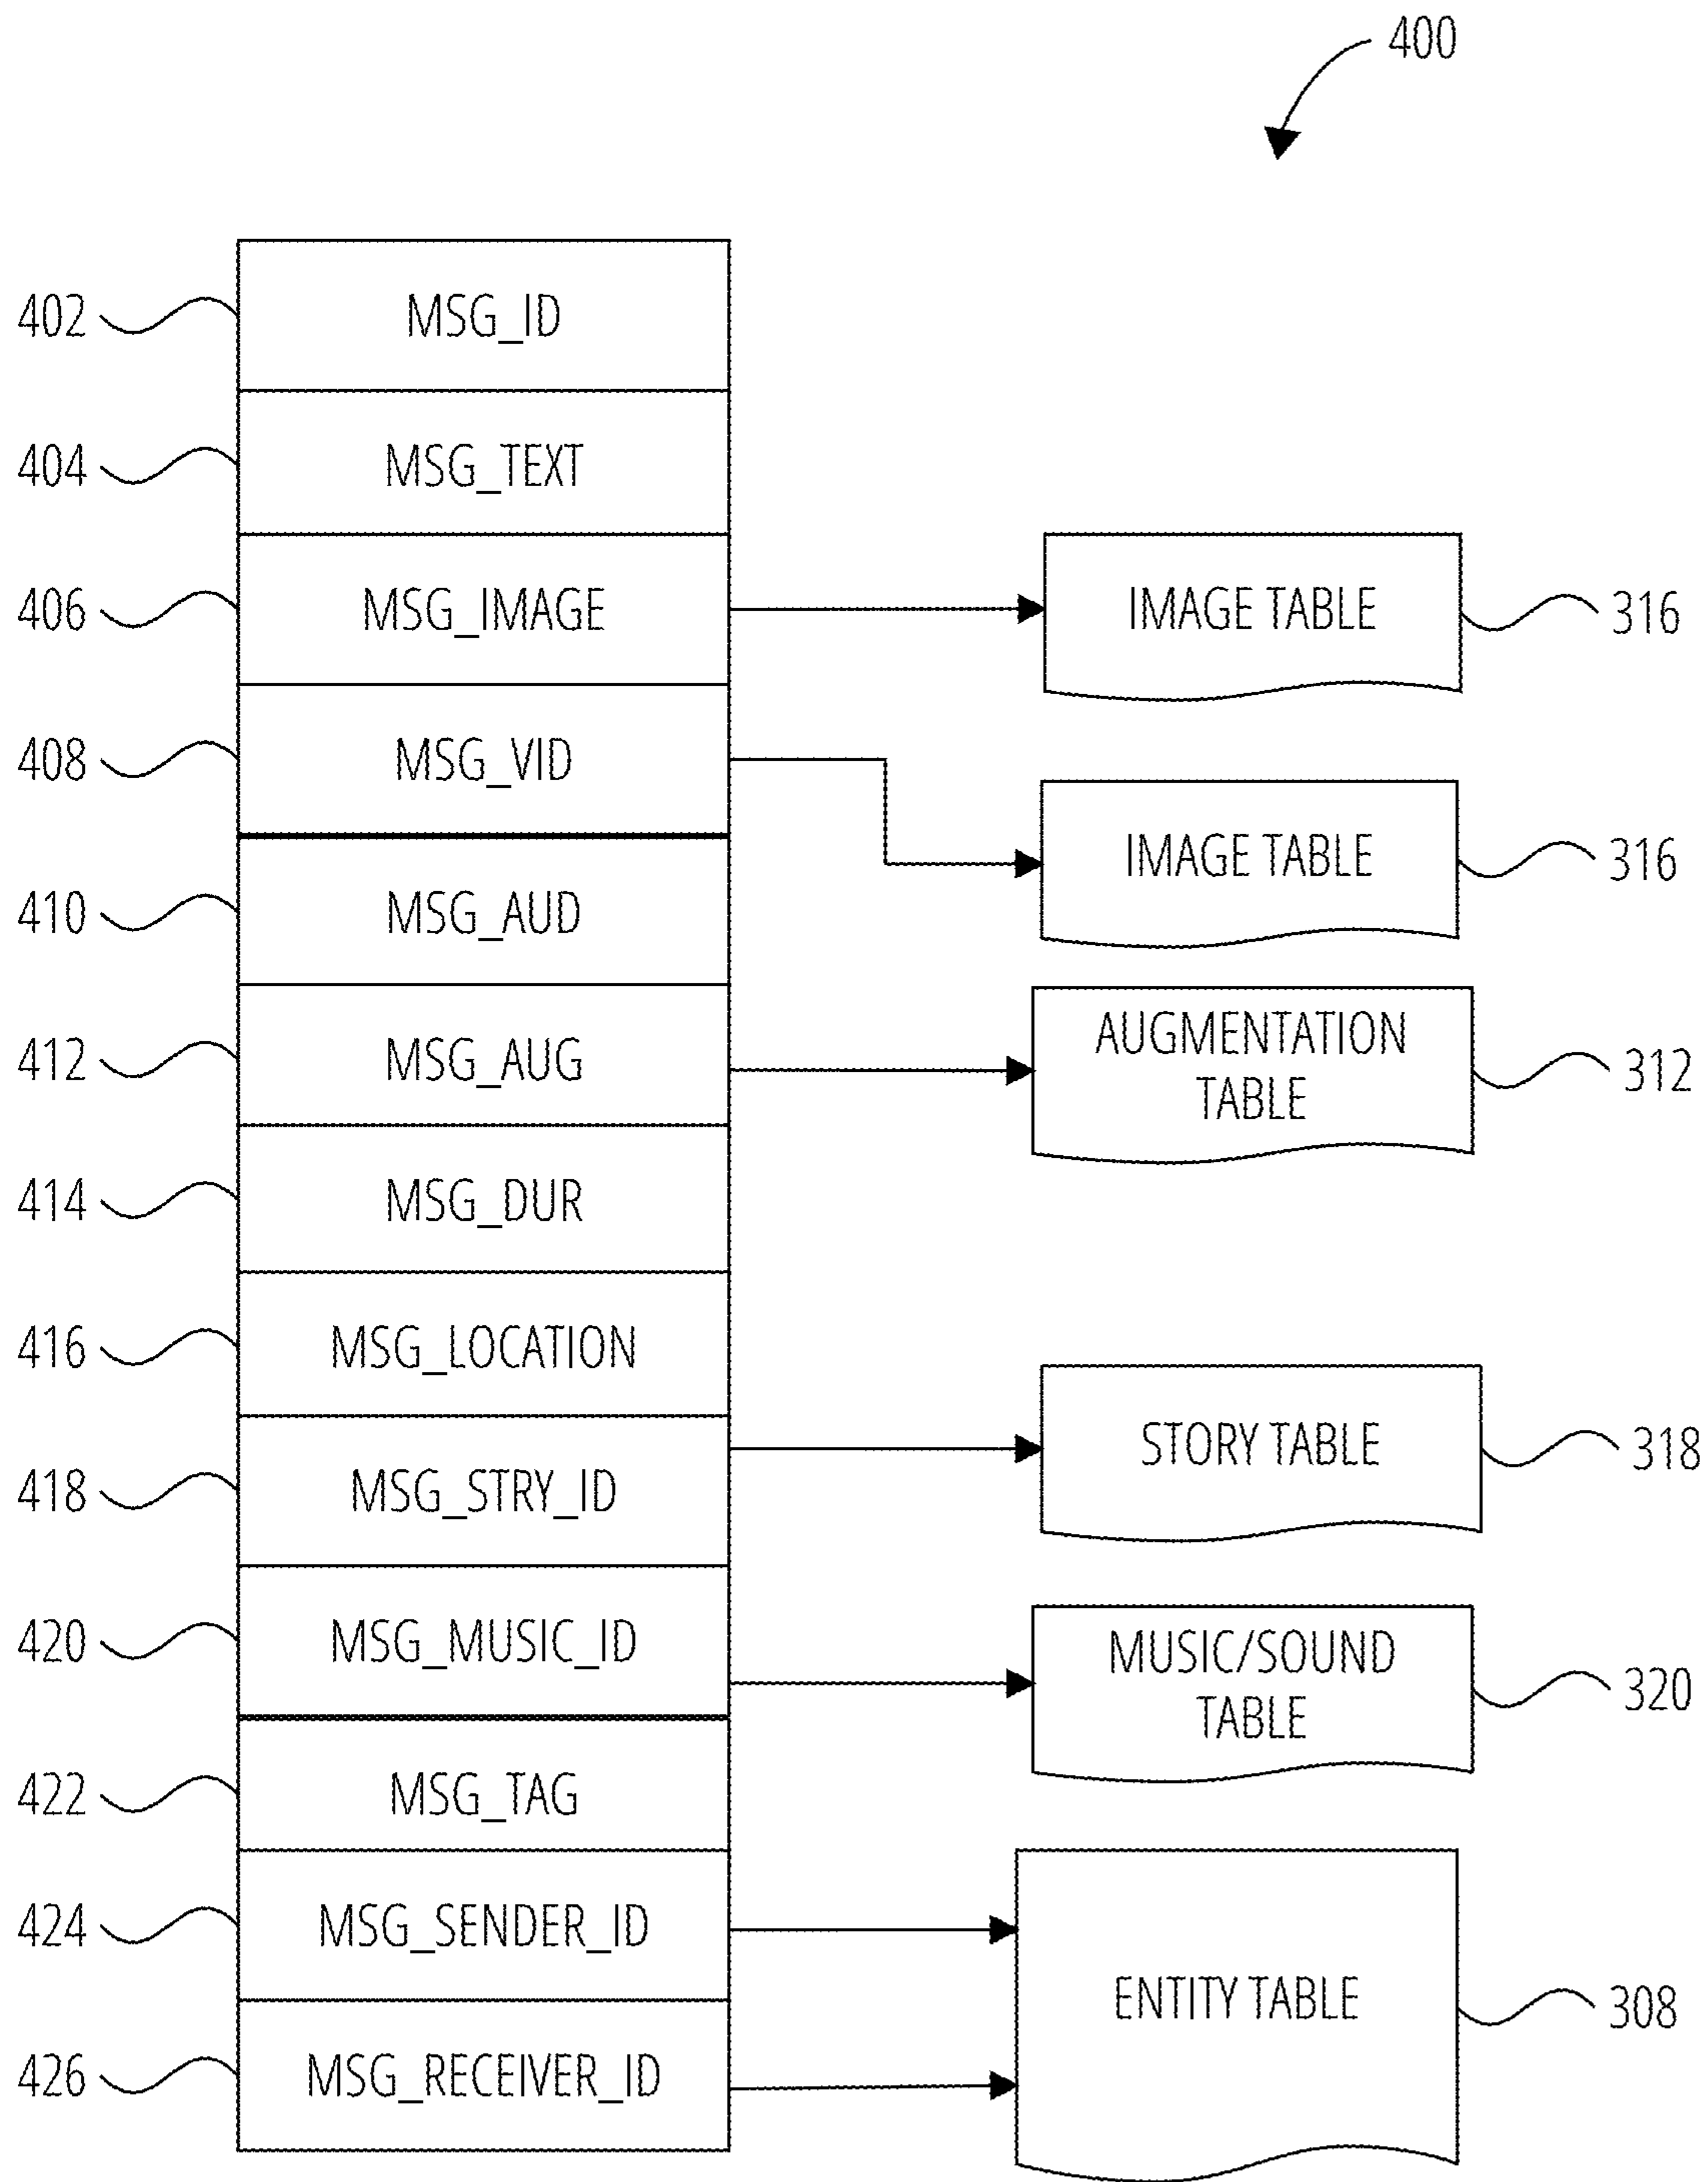 400
402 MSG_ID
404 MSG_TEXT
406 MSG_IMAGE IMAGE TABLE 316
408 MSG_VID
IMAGE TABLE 316
410 MSG_AUD
412 MSG_AUG
AUGMENTATION
TABLE
312
414 MSG_DUR
416 MSG_LOCATION
STORY TABLE 318
418 MSG_STRY_ID
420 MSG_MUSIC_ID
MUSIC/SOUND
TABLE
320
422 MSG_TAG
424 MSG_SENDER_ID
ENTITY TABLE 308
426 MSG_RECEIVER_ID